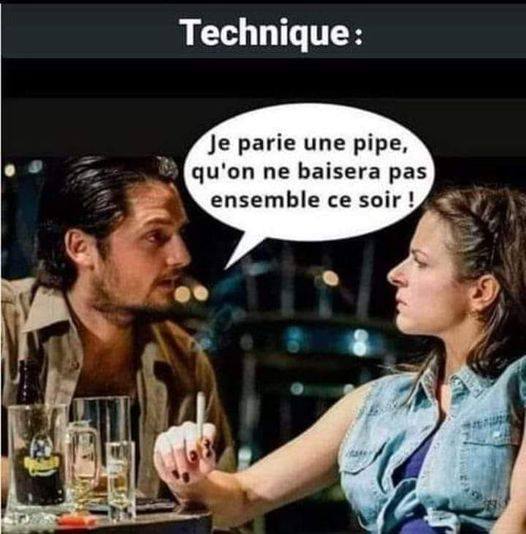 Technique :
Je parie une pipe,
qu'on ne baisera pas
ensemble ce soir !